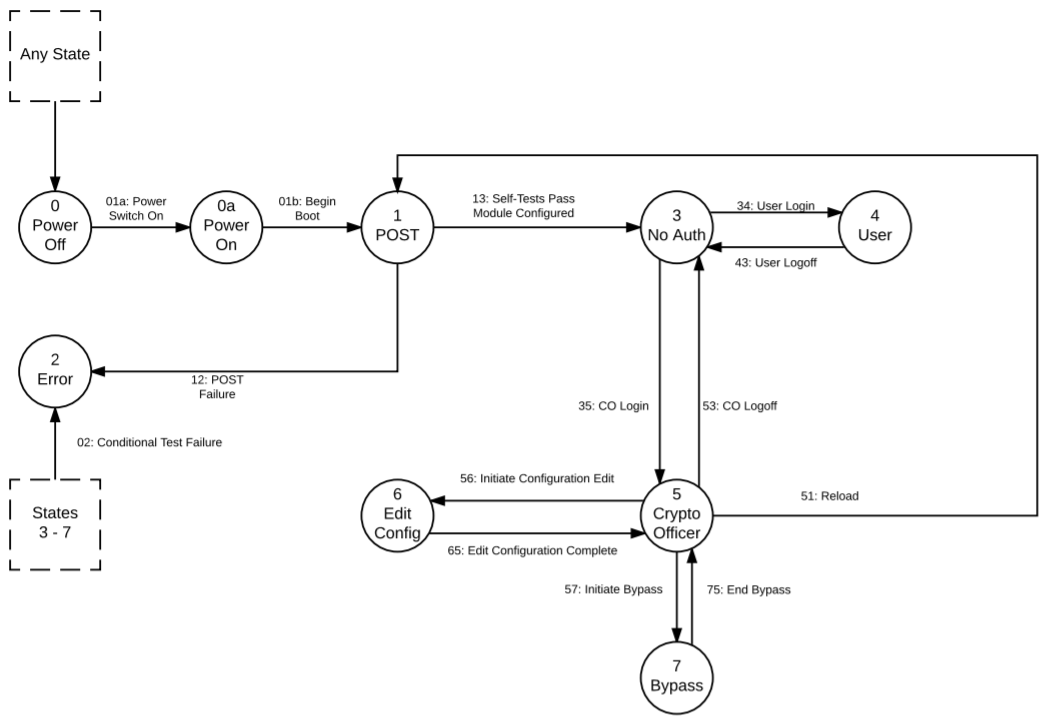 Any State
0
Power
Off
01a: Power
Switch On
0a
Power
On
01b: Begin
Boot
1
POST
13: Self-Tests Pass
Module Configured
3
No Auth
34: User Login
43: User Logoff
4
User
2
Error
12: POST
Failure
02: Conditional Test Failure
States
3 - 7
35: CO Login
53: CO Logoff
56: Initiate Configuration Edit
6
Edit
Config
65: Edit Configuration Complete
5
Crypto
Officer
51: Reload
57: Initiate Bypass
75: End Bypass
7
Bypass